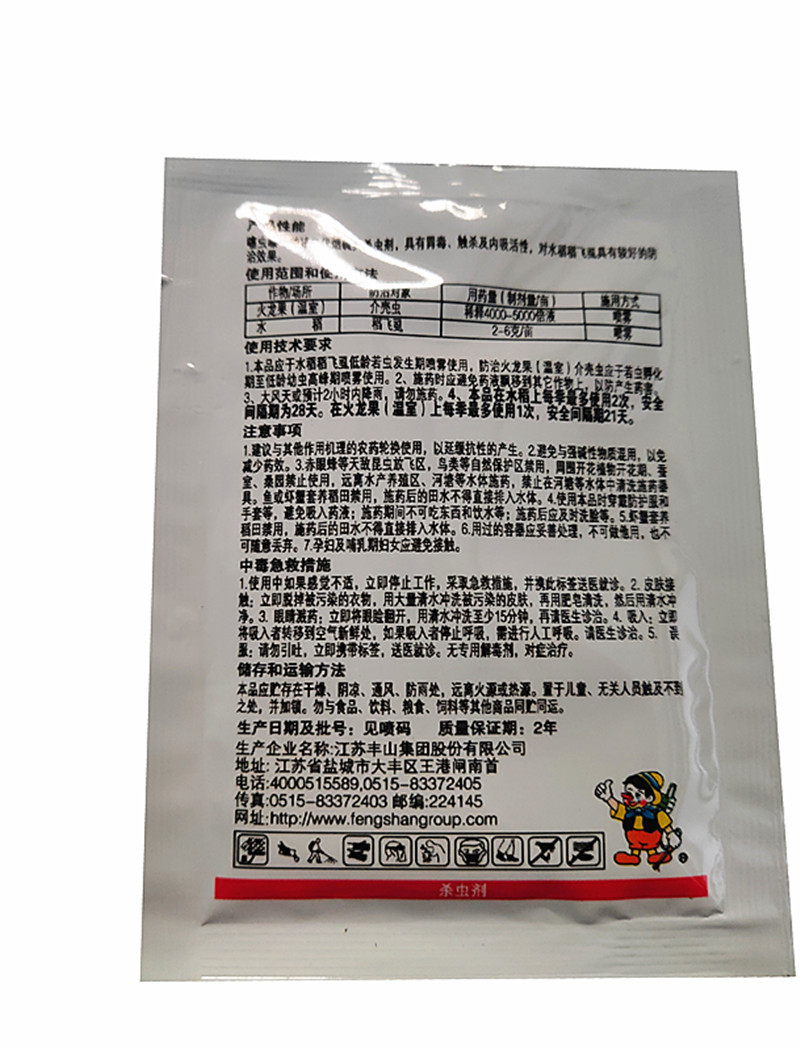 产品性能
噻虫嗪 杀虫剂，具有胃毒、触杀及内吸活性，对水稻稻飞虱具有较好的防
治效果。
使用范围和使用方法
作物/场所 防治对象 用药量（制剂量/亩） 施用方式
火龙果（温室） 介壳虫 稀释4000-5000倍液 喷雾
水 稻 稻飞虱 2-6克/亩 喷雾
使用技术要求
1.本品应于水稻稻飞虱低龄若虫发生期喷雾使用，防治火龙果（温室）介壳虫应于若虫孵化
期至低龄幼虫高峰期喷雾使用。2、施药时应避免药液飘移到其它作物上，以防产生药害。
3、大风天或预计2小时内降雨，请勿施药。4、本品在水稻上每季最多使用2次，安全
间隔期为28天。在火龙果（温室）上每季最多使用1次，安全间隔期21天。
注意事项
1.建议与其他作用机理的农药轮换使用，以延缓抗性的产生。2.避免与强碱性物质混用，以免
减少药效。3.赤眼蜂等天敌昆虫放飞区，鸟类等自然保护区禁用，周围开花植物开花期、蚕
室、桑园禁止使用，远离水产养殖区、河塘等水体施药，禁止在河塘等水体中清洗施药器
具。鱼或虾蟹套养稻田禁用，施药后的田水不得直接排入水体。4.使用本品时穿戴防护服和
手套等，避免吸入药液；施药期间不可吃东西和饮水等；施药后应及时洗脸等。5.虾蟹套养
稻田禁用，施药后的田水不得直接排入水体。6.用过的容器应妥善处理，不可做他用，也不
可随意丢弃。7.孕妇及哺乳期妇女应避免接触。
中毒急救措施
1.使用中如果感觉不适，立即停止工作，采取急救措施，并携此标签送医就诊。2. 皮肤接
触：立即脱掉被污染的衣物，用大量清水冲洗被污染的皮肤，再用肥皂清洗，然后用清水冲
净。3. 眼睛溅药：立即将眼睑翻开，用清水冲洗至少15分钟，再请医生诊治。4. 吸入：立即
将吸入者转移到空气新鲜处，如果吸入者停止呼吸，需进行人工呼吸。请医生诊治。5. 误
服：请勿引吐，立即携带标签，送医就诊。无专用解毒剂，对症治疗。
储存和运输方法
本品应贮存在干燥、阴凉、通风、防雨处，远离火源或热源。置于儿童、无关人员触及不到
之处，并加锁。勿与食品、饮料、粮食、饲料等其他商品同贮同运。
生产日期及批号：见喷码 质量保证期：2年
生产企业名称:江苏丰山集团股份有限公司
地址: 江苏省盐城市大丰区王港闸南首
电话:4000515589,0515-83372405
传真:0515-83372403 邮编:224145
网址:http://www.fengshangroup.com
杀虫剂